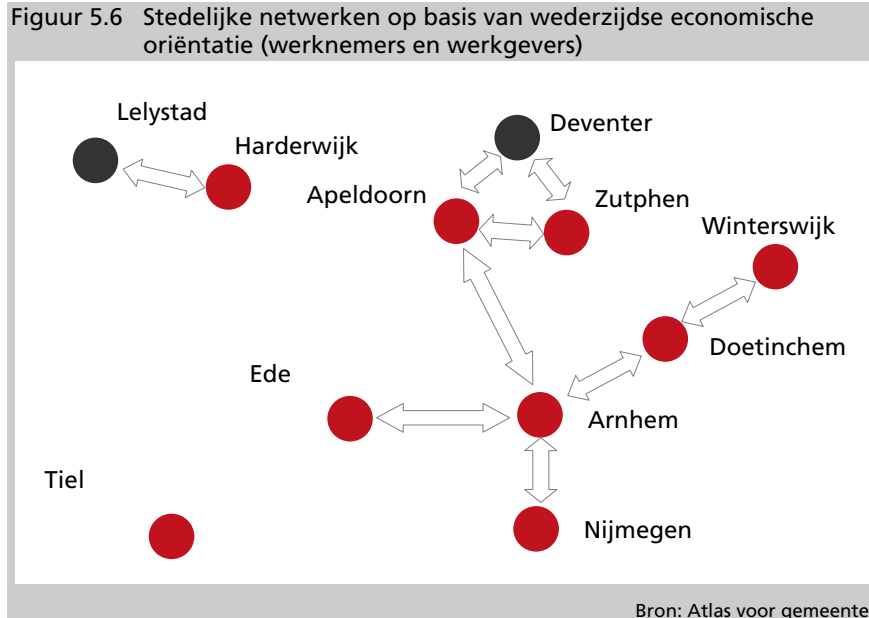 Figuur 5.6 Stedelijke netwerken op basis van wederzijdse economische
oriëntatie (werknemers en werkgevers)
Lelystad
Harderwijk
Deventer
Apeldoorn
Zutphen
Winterswijk
Doetinchem
Ede
Arnhem
Tiel
Nijmegen
Bron: Atlas voor gemeente